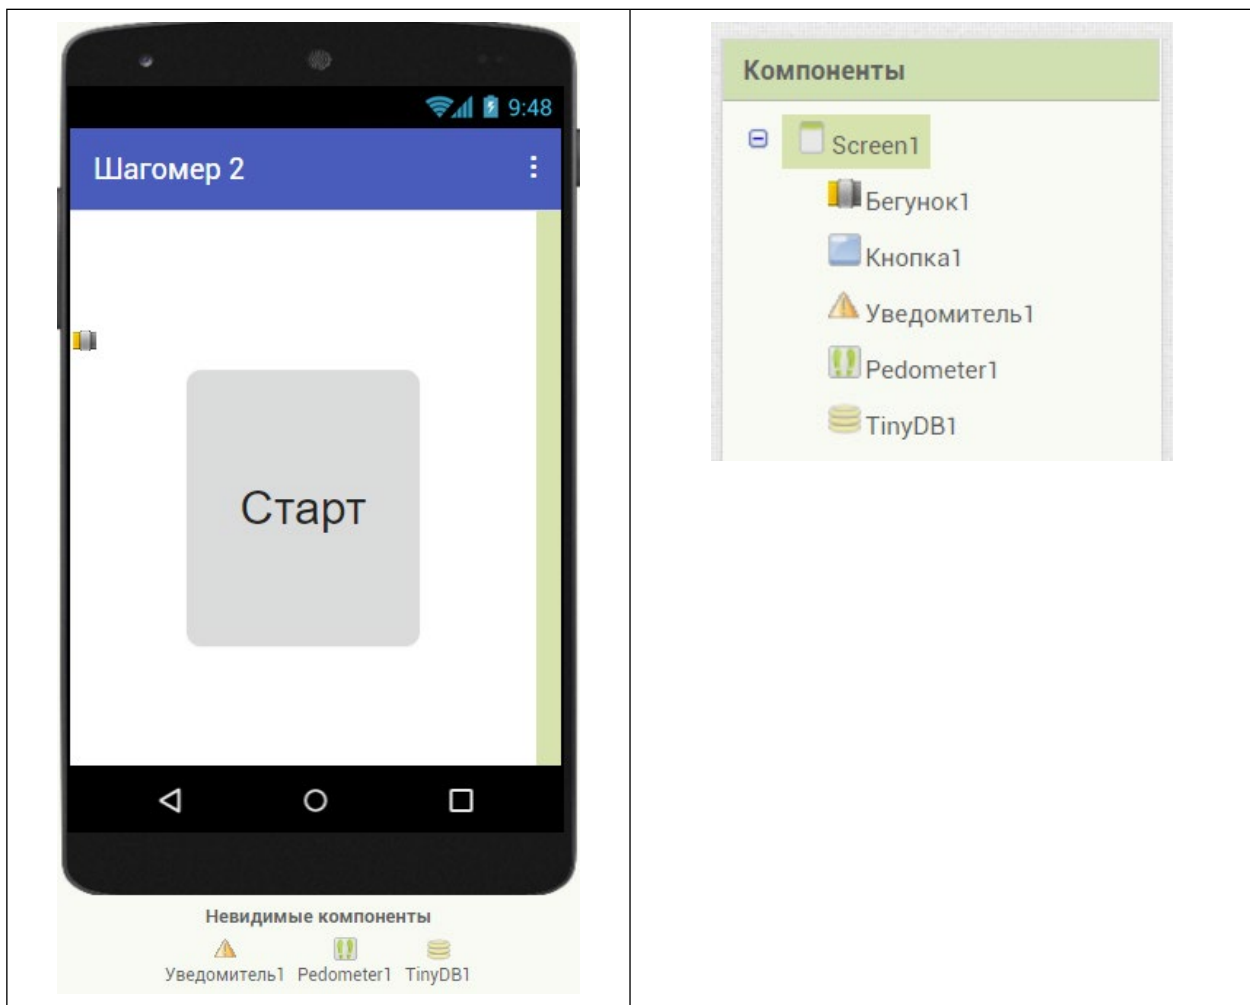 9:48
Шагомер 2
Старт
Невидимые компоненты
Уведомитель1 Pedometer1 TinyDB1
Компоненты
Screen1
Бегунок1
Кнопка1
Уведомитель1
Pedometer1
TinyDB1